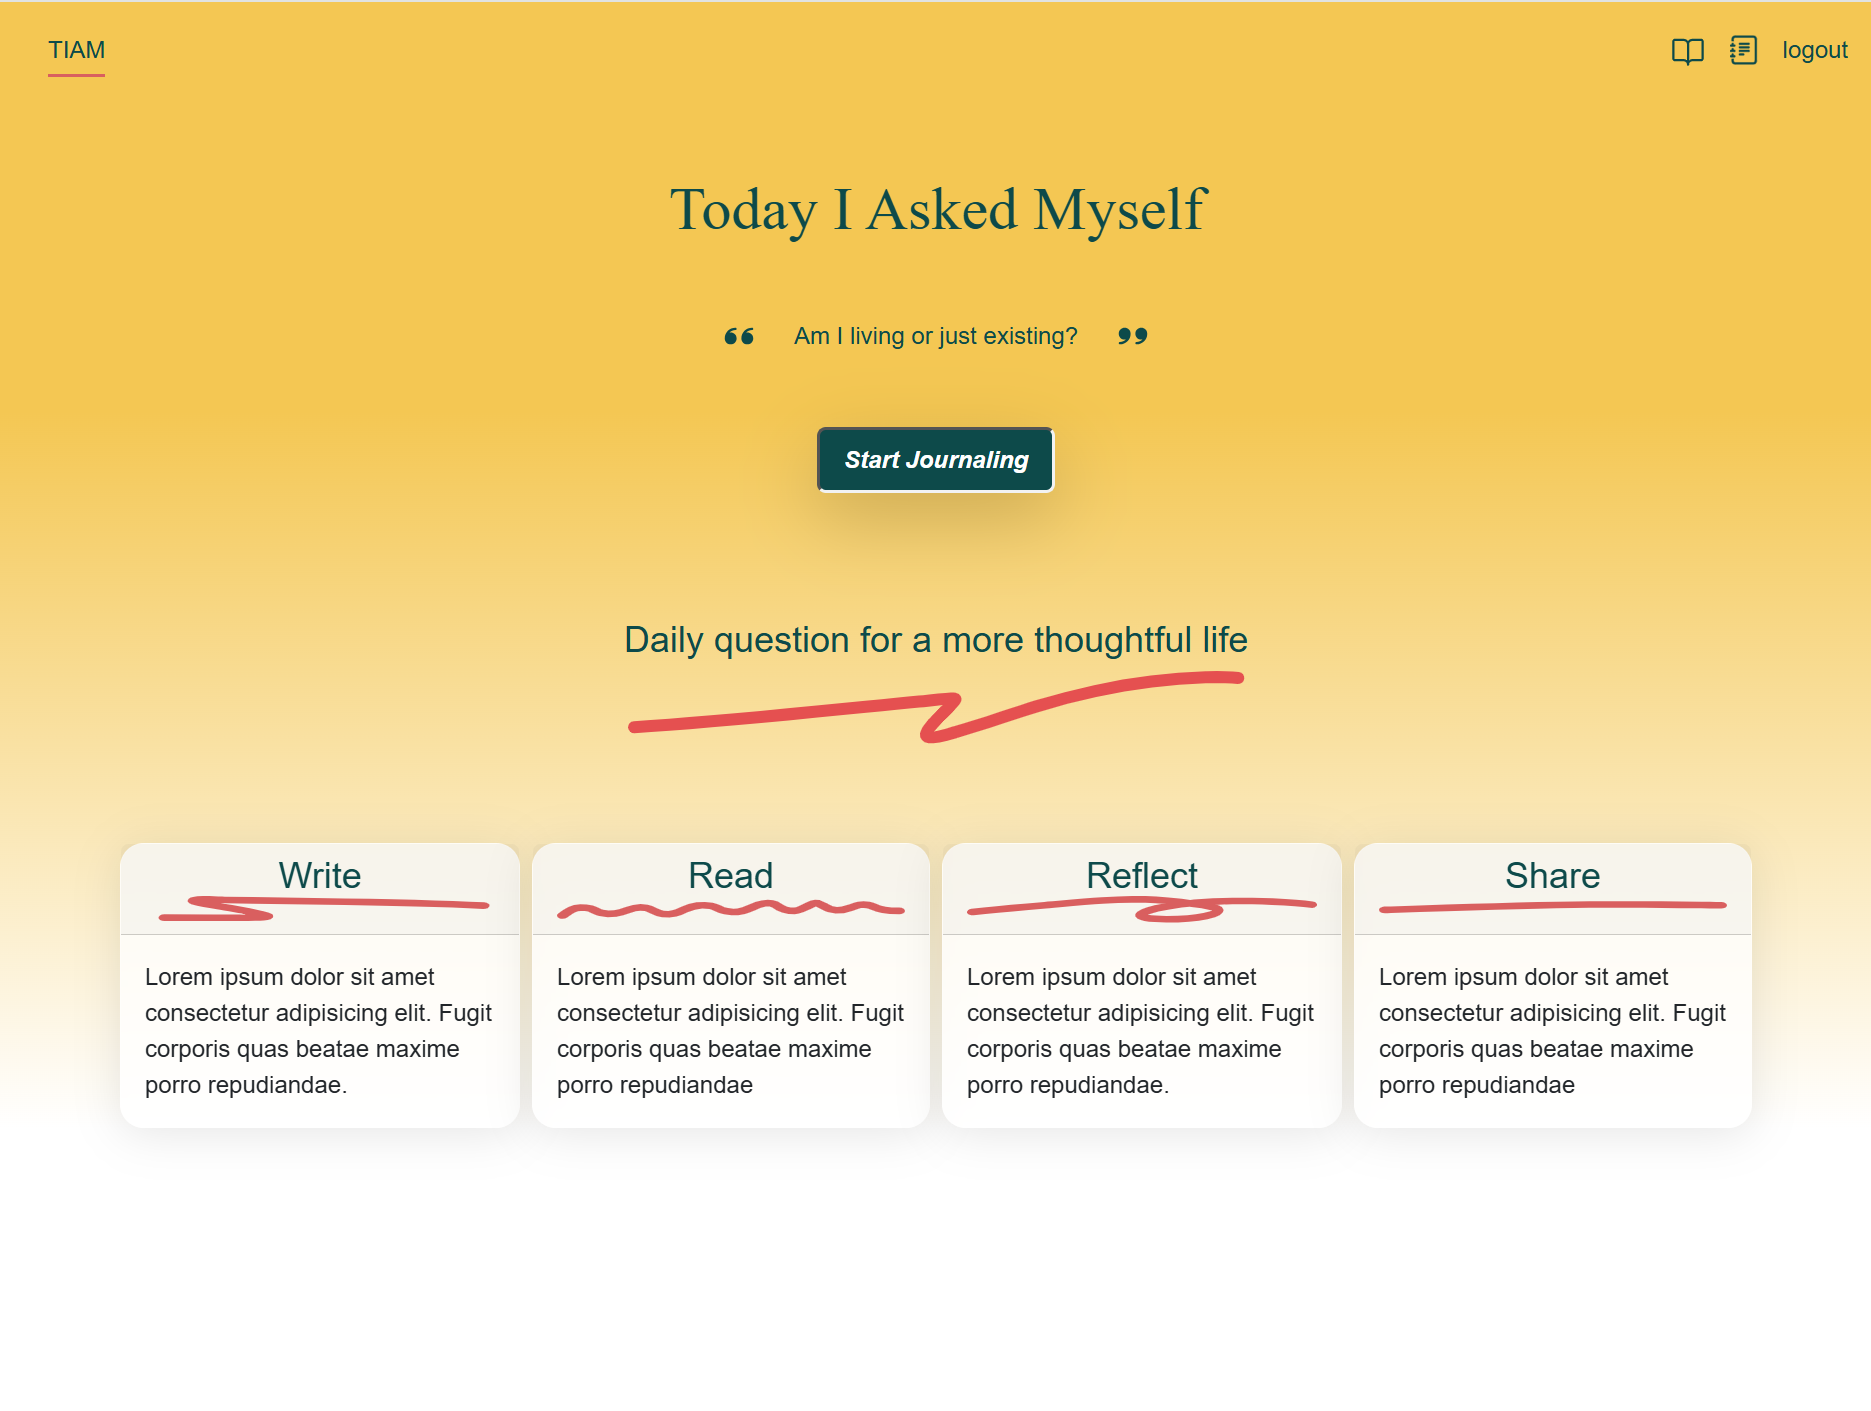 TIAM
logout
Today I Asked Myself
“ Am I living or just existing? ”
Start Journaling
Daily question for a more thoughtful life
Write
Lorem ipsum dolor sit amet
consectetur adipisicing elit. Fugit
corporis quas beatae maxime
porro repudiandae.
Read
Lorem ipsum dolor sit amet
consectetur adipisicing elit. Fugit
corporis quas beatae maxime
porro repudiandae
Reflect
Lorem ipsum dolor sit amet
consectetur adipisicing elit. Fugit
corporis quas beatae maxime
porro repudiandae.
Share
Lorem ipsum dolor sit amet
consectetur adipisicing elit. Fugit
corporis quas beatae maxime
porro repudiandae